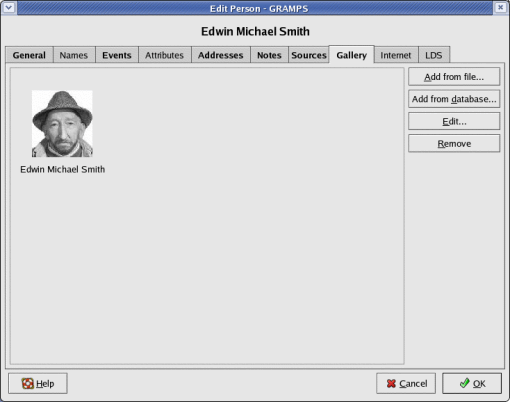 Edit Person - GRAMPS
Edwin Michael Smith
General Names Events Attributes Addresses Notes Sources Gallery Internet LDS
Add from file...
Add from database...
Edit...
Remove
Edwin Michael Smith
Help Cancel OK